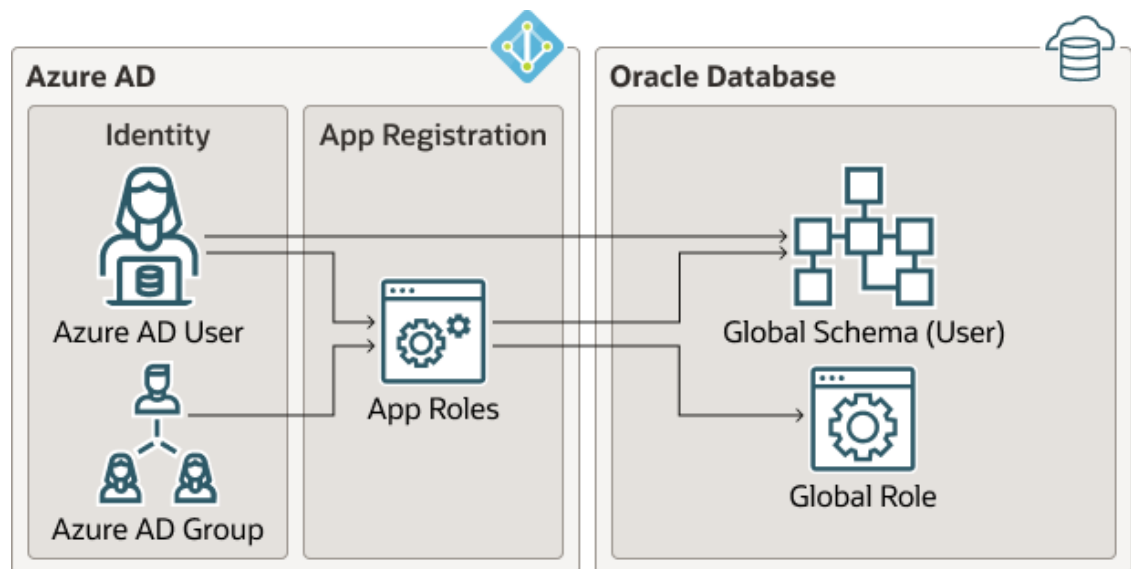 Azure AD
Identity
Azure AD User
Azure AD Group
App Registration
App Roles
Oracle Database
Global Schema (User)
Global Role